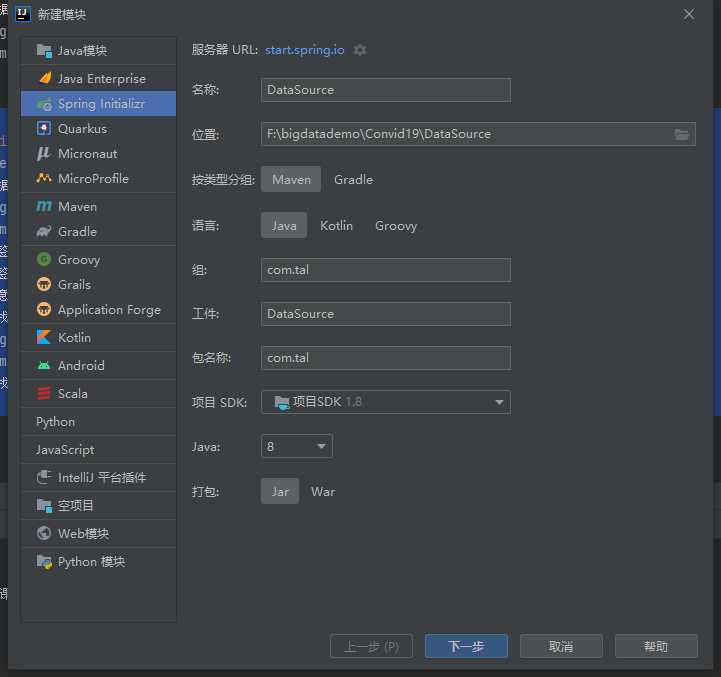 新建模块
Java模块
Java Enterprise
Spring Initializr
Quarkus
Micronaut
MicroProfile
Maven
Gradle
Groovy
Grails
Application Forge
Kotlin
Android
Scala
Python
JavaScript
IntelliJ 平台插件
空项目
Web模块
Python 模块
服务器 URL: start.spring.io
名称: DataSource
位置: F:\bigdatademo\Convid19\DataSource
按类型分组: Maven Gradle
语言: Java Kotlin Groovy
组: com.tal
工件: DataSource
包名称: com.tal
项目 SDK: 项目SDK 1.8
Java: 8
打包: Jar War
上一步 (P) 下一步 取消 帮助